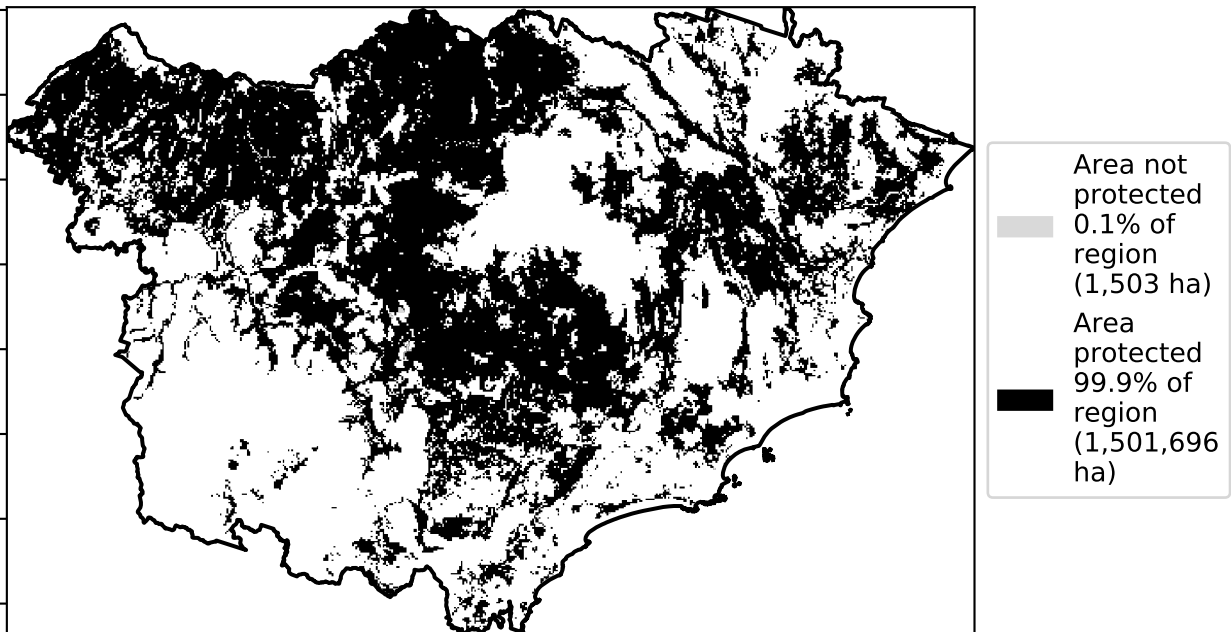 Area not
protected
0.1% of
region
(1,503 ha)
Area
protected
99.9% of
region
(1,501,696
ha)